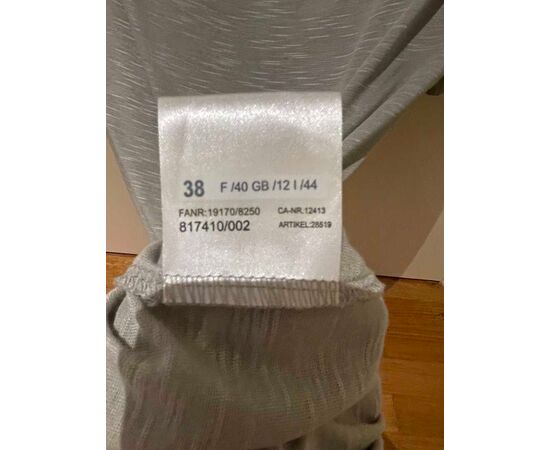 38 F /40 GB /12 I /44
FANR:19170/8250 CA-NR.12413
817410/002 ARTIKEL:28519